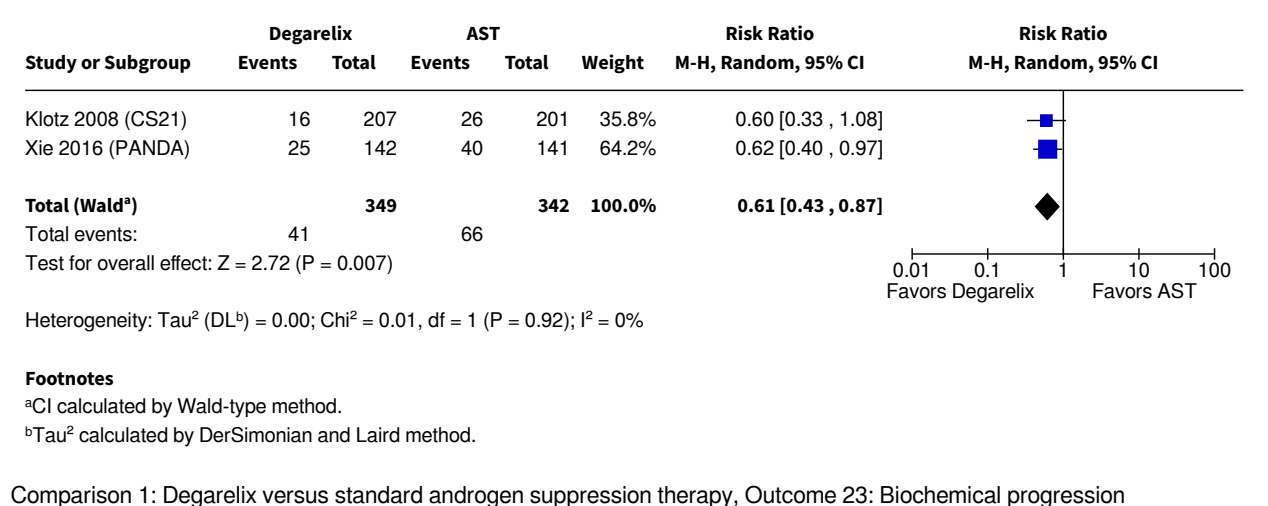 Degarelix AST Risk Ratio Risk Ratio
Study or Subgroup Events Total Events Total Weight M-H, Random, 95% CI M-H, Random, 95% CI
Klotz 2008 (CS21) 16 207 26 201 35.8% 0.60 [0.33 , 1.08]
Xie 2016 (PANDA) 25 142 40 141 64.2% 0.62 [0.40 , 0.97]
Total (Waldᵃ) 349 342 100.0% 0.61 [0.43 , 0.87]
Total events: 41 66
Test for overall effect: Z = 2.72 (P = 0.007)
0.01 0.1 1 10 100
Favors Degarelix Favors AST
Heterogeneity: Tau² (DLᵇ) = 0.00; Chi² = 0.01, df = 1 (P = 0.92); I² = 0%
Footnotes
ᵃCI calculated by Wald-type method.
ᵇTau² calculated by DerSimonian and Laird method.
Comparison 1: Degarelix versus standard androgen suppression therapy, Outcome 23: Biochemical progression